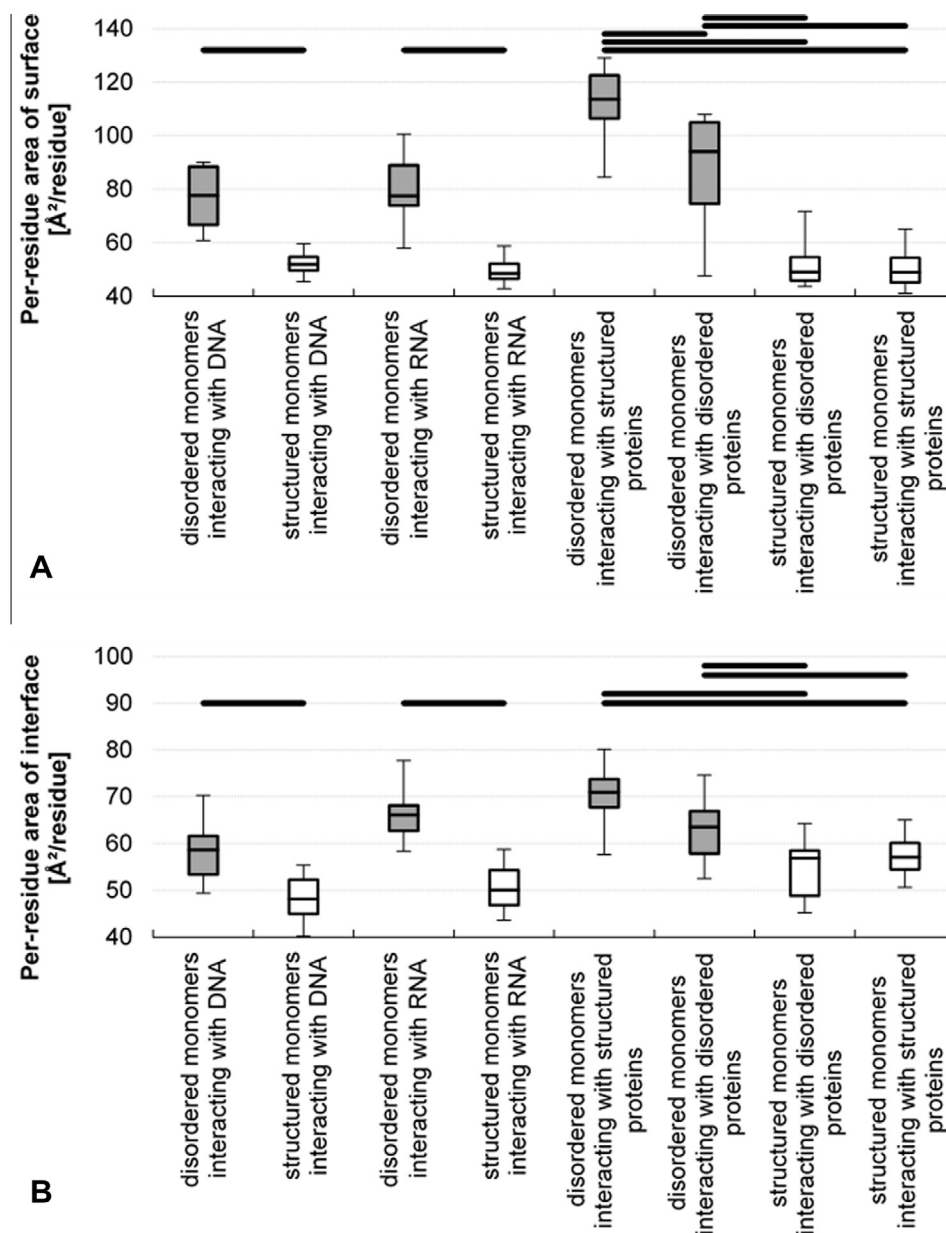 Per-residue area of surface
[Å²/residue]
140
120
100
80
60
40
disordered monomers
interacting with DNA
structured monomers
interacting with DNA
disordered monomers
interacting with RNA
structured monomers
interacting with RNA
disordered monomers
interacting with structured
proteins
disordered monomers
interacting with disordered
proteins
structured monomers
interacting with disordered
proteins
structured monomers
interacting with structured
proteins
A
Per-residue area of interface
[Å²/residue]
100
90
80
70
60
50
40
disordered monomers
interacting with DNA
structured monomers
interacting with DNA
disordered monomers
interacting with RNA
structured monomers
interacting with RNA
disordered monomers
interacting with structured
proteins
disordered monomers
interacting with disordered
proteins
structured monomers
interacting with disordered
proteins
structured monomers
interacting with structured
proteins
B